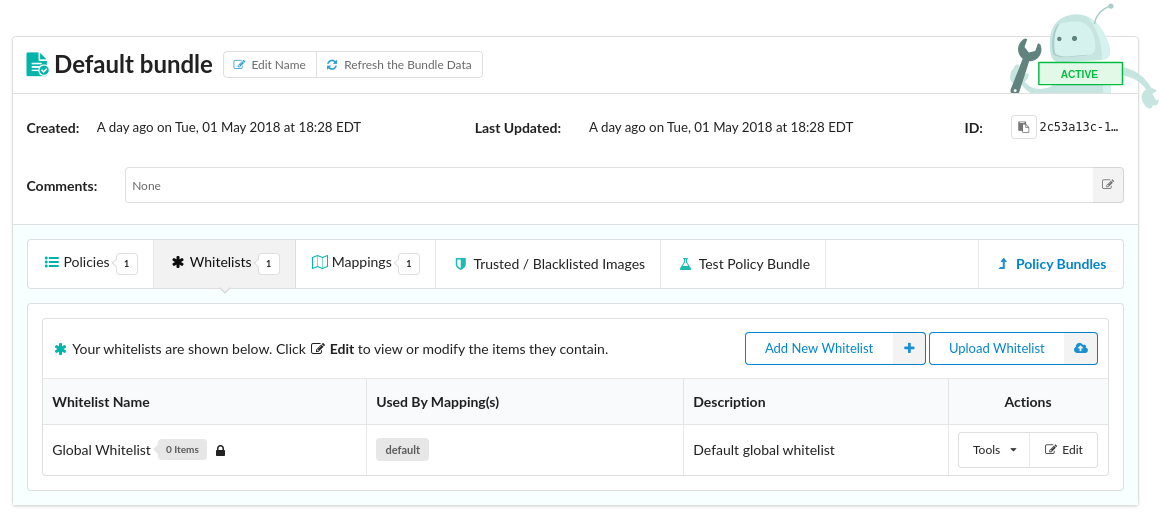 Default bundle Edit Name Refresh the Bundle Data ACTIVE
Created: A day ago on Tue, 01 May 2018 at 18:28 EDT Last Updated: A day ago on Tue, 01 May 2018 at 18:28 EDT ID: 2c53a13c-1…
Comments: None
Policies 1 Whitelists 1 Mappings 1 Trusted / Blacklisted Images Test Policy Bundle Policy Bundles
Your whitelists are shown below. Click Edit to view or modify the items they contain. Add New Whitelist Upload Whitelist
Whitelist Name Used By Mapping(s) Description Actions
Global Whitelist 0 Items default Default global whitelist Tools Edit